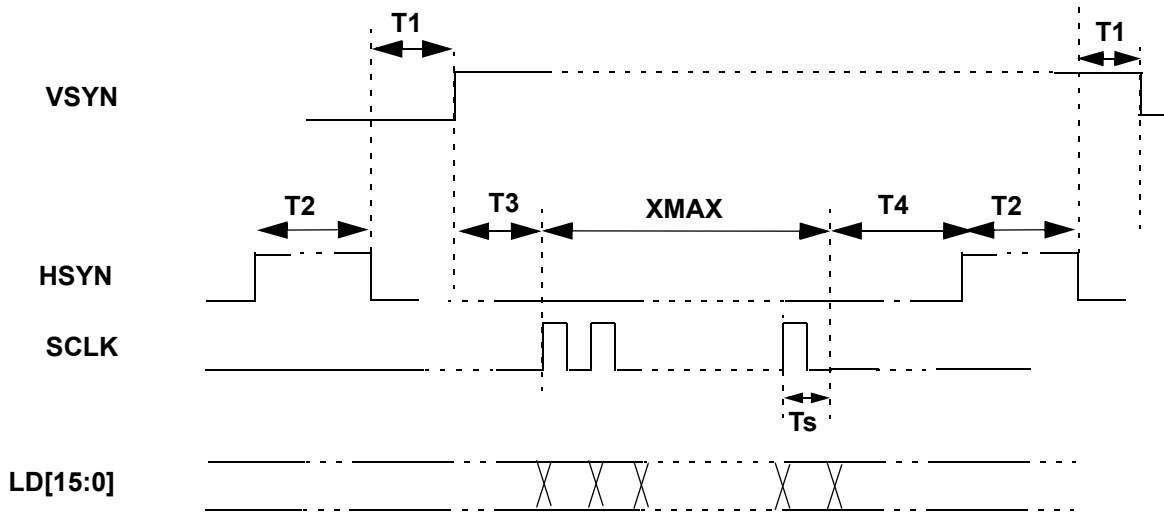 T1
T1
VSYN
T2
T3
XMAX
T4
T2
HSYN
SCLK
Ts
LD[15:0]